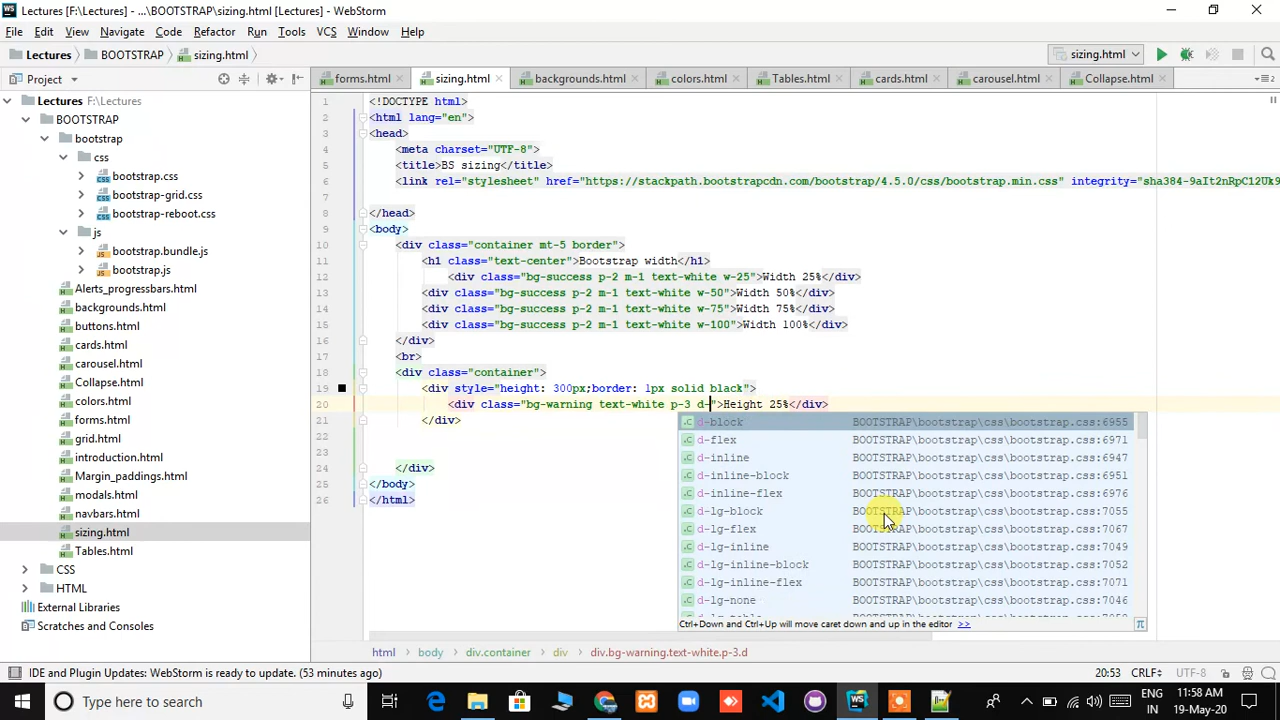 Lectures [F:\Lectures] - ...\BOOTSTRAP\sizing.html [Lectures] - WebStorm
File Edit View Navigate Code Refactor Run Tools VCS Window Help
Lectures BOOTSTRAP sizing.html
sizing.html
Project
forms.html sizing.html backgrounds.html colors.html Tables.html cards.html carousel.html Collapse.html
Lectures F:\Lectures
BOOTSTRAP
bootstrap
css
bootstrap.css
bootstrap-grid.css
bootstrap-reboot.css
js
bootstrap.bundle.js
bootstrap.js
Alerts_progressbars.html
backgrounds.html
buttons.html
cards.html
carousel.html
Collapse.html
colors.html
forms.html
grid.html
introduction.html
Margin_paddings.html
modals.html
navbars.html
sizing.html
Tables.html
CSS
HTML
External Libraries
Scratches and Consoles
1 <!DOCTYPE html>
2 <html lang="en">
3 <head>
4 <meta charset="UTF-8">
5 <title>BS sizing</title>
6 <link rel="stylesheet" href="https://stackpath.bootstrapcdn.com/bootstrap/4.5.0/css/bootstrap.min.css" integrity="sha384-9aIt2nRpC12Uk9
7
8 </head>
9 <body>
10 <div class="container mt-5 border">
11 <h1 class="text-center">Bootstrap width</h1>
12 <div class="bg-success p-2 m-1 text-white w-25">Width 25%</div>
13 <div class="bg-success p-2 m-1 text-white w-50">Width 50%</div>
14 <div class="bg-success p-2 m-1 text-white w-75">Width 75%</div>
15 <div class="bg-success p-2 m-1 text-white w-100">Width 100%</div>
16 </div>
17 <br>
18 <div class="container">
19 <div style="height: 300px;border: 1px solid black">
20 <div class="bg-warning text-white p-3 d-">Height 25%</div>
21 </div>
22
23
24 </div>
25 </body>
26 </html>
d-block BOOTSTRAP\bootstrap\css\bootstrap.css:6955
d-flex BOOTSTRAP\bootstrap\css\bootstrap.css:6971
d-inline BOOTSTRAP\bootstrap\css\bootstrap.css:6947
d-inline-block BOOTSTRAP\bootstrap\css\bootstrap.css:6951
d-inline-flex BOOTSTRAP\bootstrap\css\bootstrap.css:6976
d-lg-block BOOTSTRAP\bootstrap\css\bootstrap.css:7055
d-lg-flex BOOTSTRAP\bootstrap\css\bootstrap.css:7067
d-lg-inline BOOTSTRAP\bootstrap\css\bootstrap.css:7049
d-lg-inline-block BOOTSTRAP\bootstrap\css\bootstrap.css:7052
d-lg-inline-flex BOOTSTRAP\bootstrap\css\bootstrap.css:7071
d-lg-none BOOTSTRAP\bootstrap\css\bootstrap.css:7046
Ctrl+Down and Ctrl+Up will move caret down and up in the editor >>
html body div.container div div.bg-warning.text-white.p-3.d
IDE and Plugin Updates: WebStorm is ready to update. (53 minutes ago)
20:53 CRLF UTF-8
Type here to search
ENG
IN
11:58 AM
19-May-20